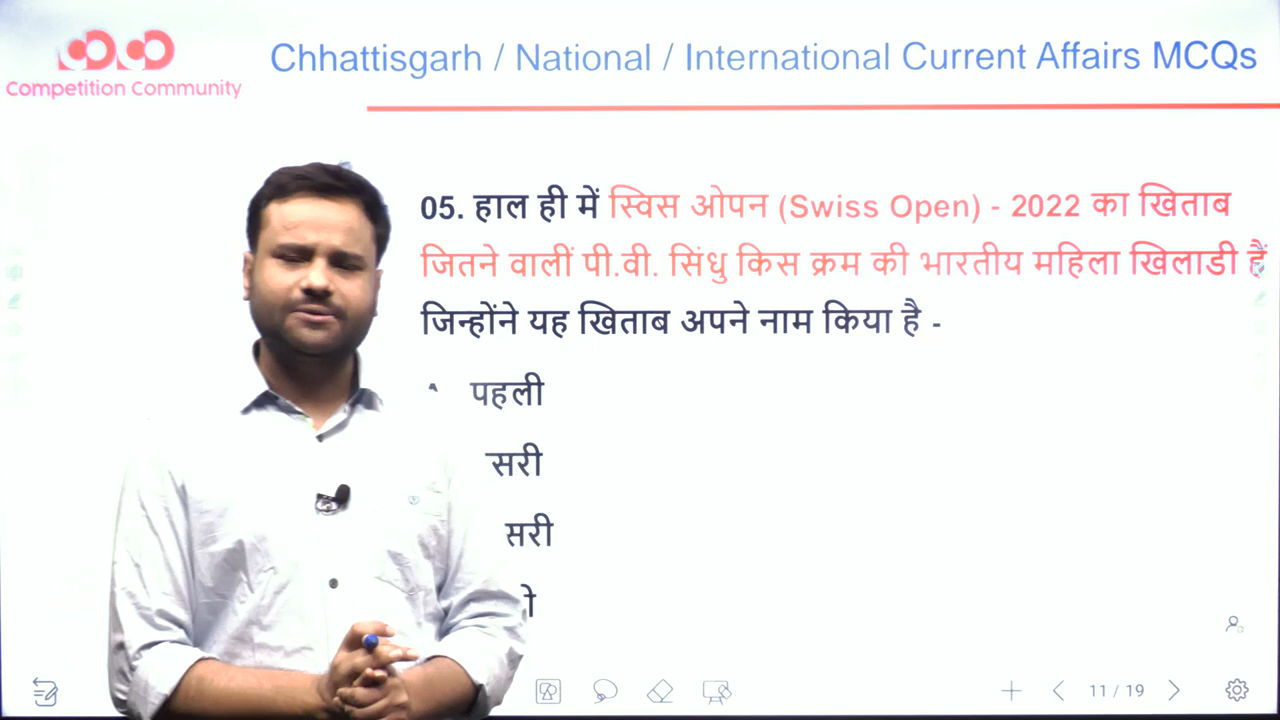 Competition Community
Chhattisgarh / National / International Current Affairs MCQs
05. हाल ही में स्विस ओपन (Swiss Open) - 2022 का खिताब
जितने वालीं पी.वी. सिंधु किस क्रम की भारतीय महिला खिलाडी हैं
जिन्होंने यह खिताब अपने नाम किया है -
पहली
सरी
सरी
11 / 19